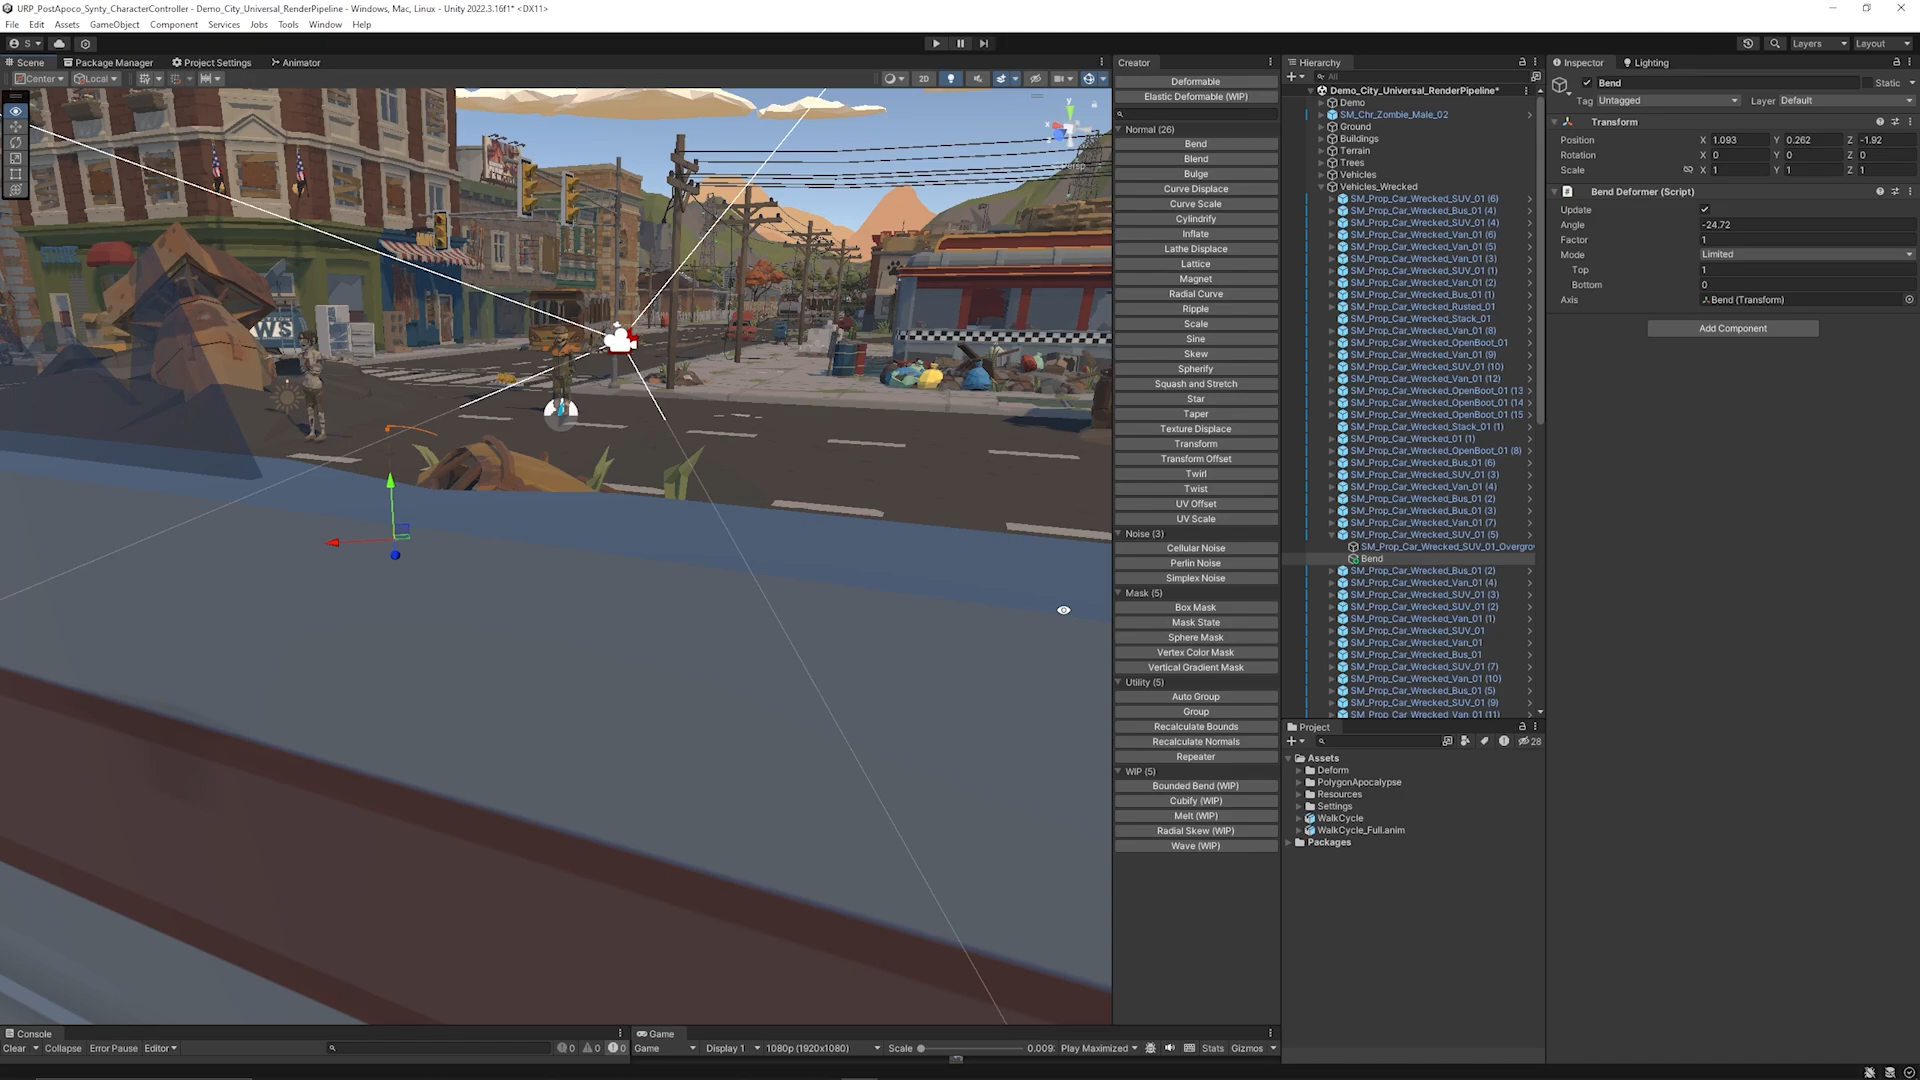 URP_PostApoco_Synty_CharacterController - Demo_City_Universal_RenderPipeline - Windows, Mac, Linux - Unity 2022.3.16f1* <DX11>
File Edit Assets GameObject Component Services Jobs Tools Window Help
S Layers Layout
Scene Package Manager Project Settings Animator
Center Local 2D
WS
Persp
Creator
Deformable
Elastic Deformable (WIP)
Normal (26)
Bend
Blend
Bulge
Curve Displace
Curve Scale
Cylindrify
Inflate
Lathe Displace
Lattice
Magnet
Radial Curve
Ripple
Scale
Sine
Skew
Spherify
Squash and Stretch
Star
Taper
Texture Displace
Transform
Transform Offset
Twirl
Twist
UV Offset
UV Scale
Noise (3)
Cellular Noise
Perlin Noise
Simplex Noise
Mask (5)
Box Mask
Mask State
Sphere Mask
Vertex Color Mask
Vertical Gradient Mask
Utility (5)
Auto Group
Group
Recalculate Bounds
Recalculate Normals
Repeater
WIP (5)
Bounded Bend (WIP)
Cubify (WIP)
Melt (WIP)
Radial Skew (WIP)
Wave (WIP)
Hierarchy
All
Demo_City_Universal_RenderPipeline*
Demo
SM_Chr_Zombie_Male_02
Ground
Buildings
Terrain
Trees
Vehicles
Vehicles_Wrecked
SM_Prop_Car_Wrecked_SUV_01 (6)
SM_Prop_Car_Wrecked_Bus_01 (4)
SM_Prop_Car_Wrecked_SUV_01 (4)
SM_Prop_Car_Wrecked_Van_01 (6)
SM_Prop_Car_Wrecked_Van_01 (5)
SM_Prop_Car_Wrecked_Van_01 (3)
SM_Prop_Car_Wrecked_SUV_01 (1)
SM_Prop_Car_Wrecked_Van_01 (2)
SM_Prop_Car_Wrecked_Bus_01 (1)
SM_Prop_Car_Wrecked_Rusted_01
SM_Prop_Car_Wrecked_Stack_01
SM_Prop_Car_Wrecked_Van_01 (8)
SM_Prop_Car_Wrecked_OpenBoot_01
SM_Prop_Car_Wrecked_Van_01 (9)
SM_Prop_Car_Wrecked_SUV_01 (10)
SM_Prop_Car_Wrecked_Van_01 (12)
SM_Prop_Car_Wrecked_OpenBoot_01 (13
SM_Prop_Car_Wrecked_OpenBoot_01 (14
SM_Prop_Car_Wrecked_OpenBoot_01 (15
SM_Prop_Car_Wrecked_Stack_01 (1)
SM_Prop_Car_Wrecked_01 (1)
SM_Prop_Car_Wrecked_OpenBoot_01 (8)
SM_Prop_Car_Wrecked_Bus_01 (6)
SM_Prop_Car_Wrecked_SUV_01 (3)
SM_Prop_Car_Wrecked_Van_01 (4)
SM_Prop_Car_Wrecked_Bus_01 (2)
SM_Prop_Car_Wrecked_Bus_01 (3)
SM_Prop_Car_Wrecked_Van_01 (7)
SM_Prop_Car_Wrecked_SUV_01 (5)
SM_Prop_Car_Wrecked_SUV_01_Overgro
Bend
SM_Prop_Car_Wrecked_Bus_01 (2)
SM_Prop_Car_Wrecked_Van_01 (4)
SM_Prop_Car_Wrecked_SUV_01 (3)
SM_Prop_Car_Wrecked_SUV_01 (2)
SM_Prop_Car_Wrecked_Van_01 (1)
SM_Prop_Car_Wrecked_SUV_01
SM_Prop_Car_Wrecked_Van_01
SM_Prop_Car_Wrecked_Bus_01
SM_Prop_Car_Wrecked_SUV_01 (7)
SM_Prop_Car_Wrecked_Van_01 (10)
SM_Prop_Car_Wrecked_Bus_01 (5)
SM_Prop_Car_Wrecked_SUV_01 (9)
SM_Prop_Car_Wrecked_Van_01 (11)
Project
28
Assets
Deform
PolygonApocalypse
Resources
Settings
WalkCycle
WalkCycle_Full.anim
Packages
Inspector Lighting
Bend Static
Tag Untagged Layer Default
Transform
Position X 1.093 Y 0.262 Z -1.92
Rotation X 0 Y 0 Z 0
Scale X 1 Y 1 Z 1
Bend Deformer (Script)
Update
Angle -24.72
Factor 1
Mode Limited
Top 1
Bottom 0
Axis Bend (Transform)
Add Component
Console
Clear Collapse Error Pause Editor 0 0 0
Game
Game Display 1 1080p (1920x1080) Scale 0.009: Play Maximized Stats Gizmos